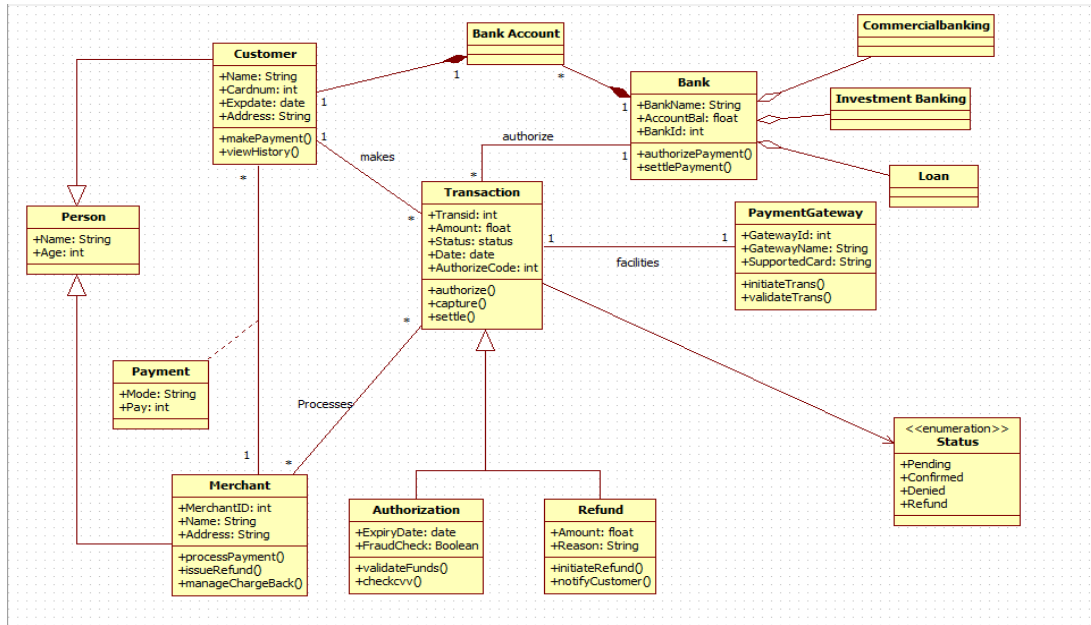 Commercialbanking
Bank Account
Customer
+Name: String
+Cardnum: int
+Expdate: date
+Address: String
+makePayment()
+viewHistory()
1
1
*
1
Bank
+BankName: String
+AccountBal: float
+BankId: int
+authorizePayment()
+settlePayment()
Investment Banking
Loan
authorize
1
*
1
makes
*
*
Transaction
+Transid: int
+Amount: float
+Status: status
+Date: date
+AuthorizeCode: int
+authorize()
+capture()
+settle()
Person
+Name: String
+Age: int
1
1
facilities
PaymentGateway
+GatewayId: int
+GatewayName: String
+SupportedCard: String
+initiateTrans()
+validateTrans()
*
Payment
+Mode: String
+Pay: int
Processes
1
*
<<enumeration>>
Status
+Pending
+Confirmed
+Denied
+Refund
Merchant
+MerchantID: int
+Name: String
+Address: String
+processPayment()
+issueRefund()
+manageChargeBack()
Authorization
+ExpiryDate: date
+FraudCheck: Boolean
+validateFunds()
+checkcvv()
Refund
+Amount: float
+Reason: String
+initiateRefund()
+notifyCustomer()